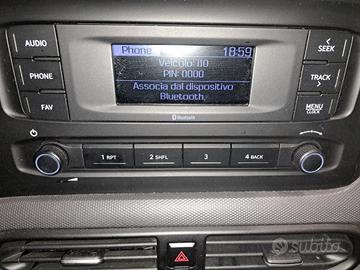 AUDIO
PHONE
FAV
Phone
18:59
Veicolo: i10
PIN: 0000
Associa dal dispositivo
Bluetooth.
Bluetooth
SEEK
TRACK
MENU
CLOCK
1 RPT
2 SHFL
3
4 BACK
subito